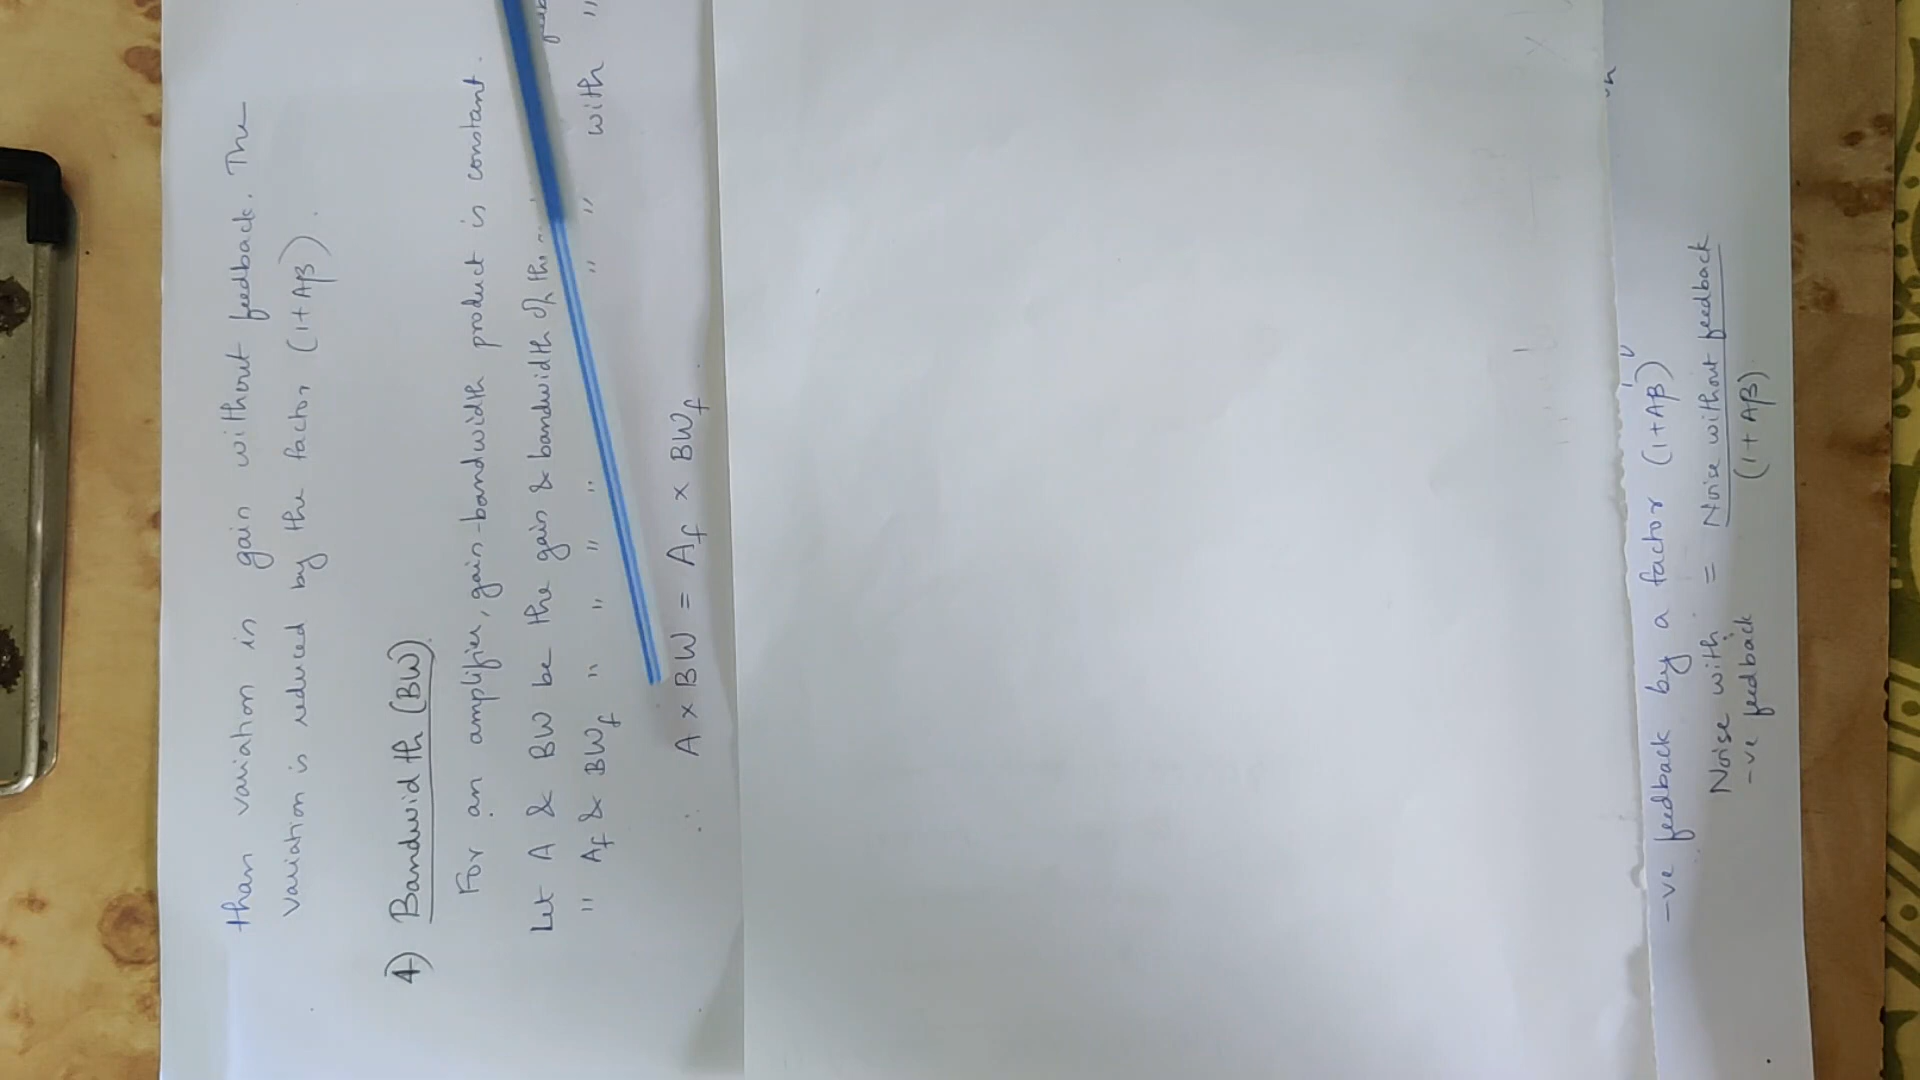 than variation in gain without feedback. The
variation is reduced by the factor (1+Aβ).
4) Bandwidth (BW)
For an amplifier, gain-bandwidth product is constant.
Let A & BW be the gain & bandwidth of the
" Af & BWf " " " " " " with "
∴ A × BW = Af × BWf
-ve feedback by a factor (1+Aβ)
Noise with -ve feedback = Noise without feedback
(1+Aβ)